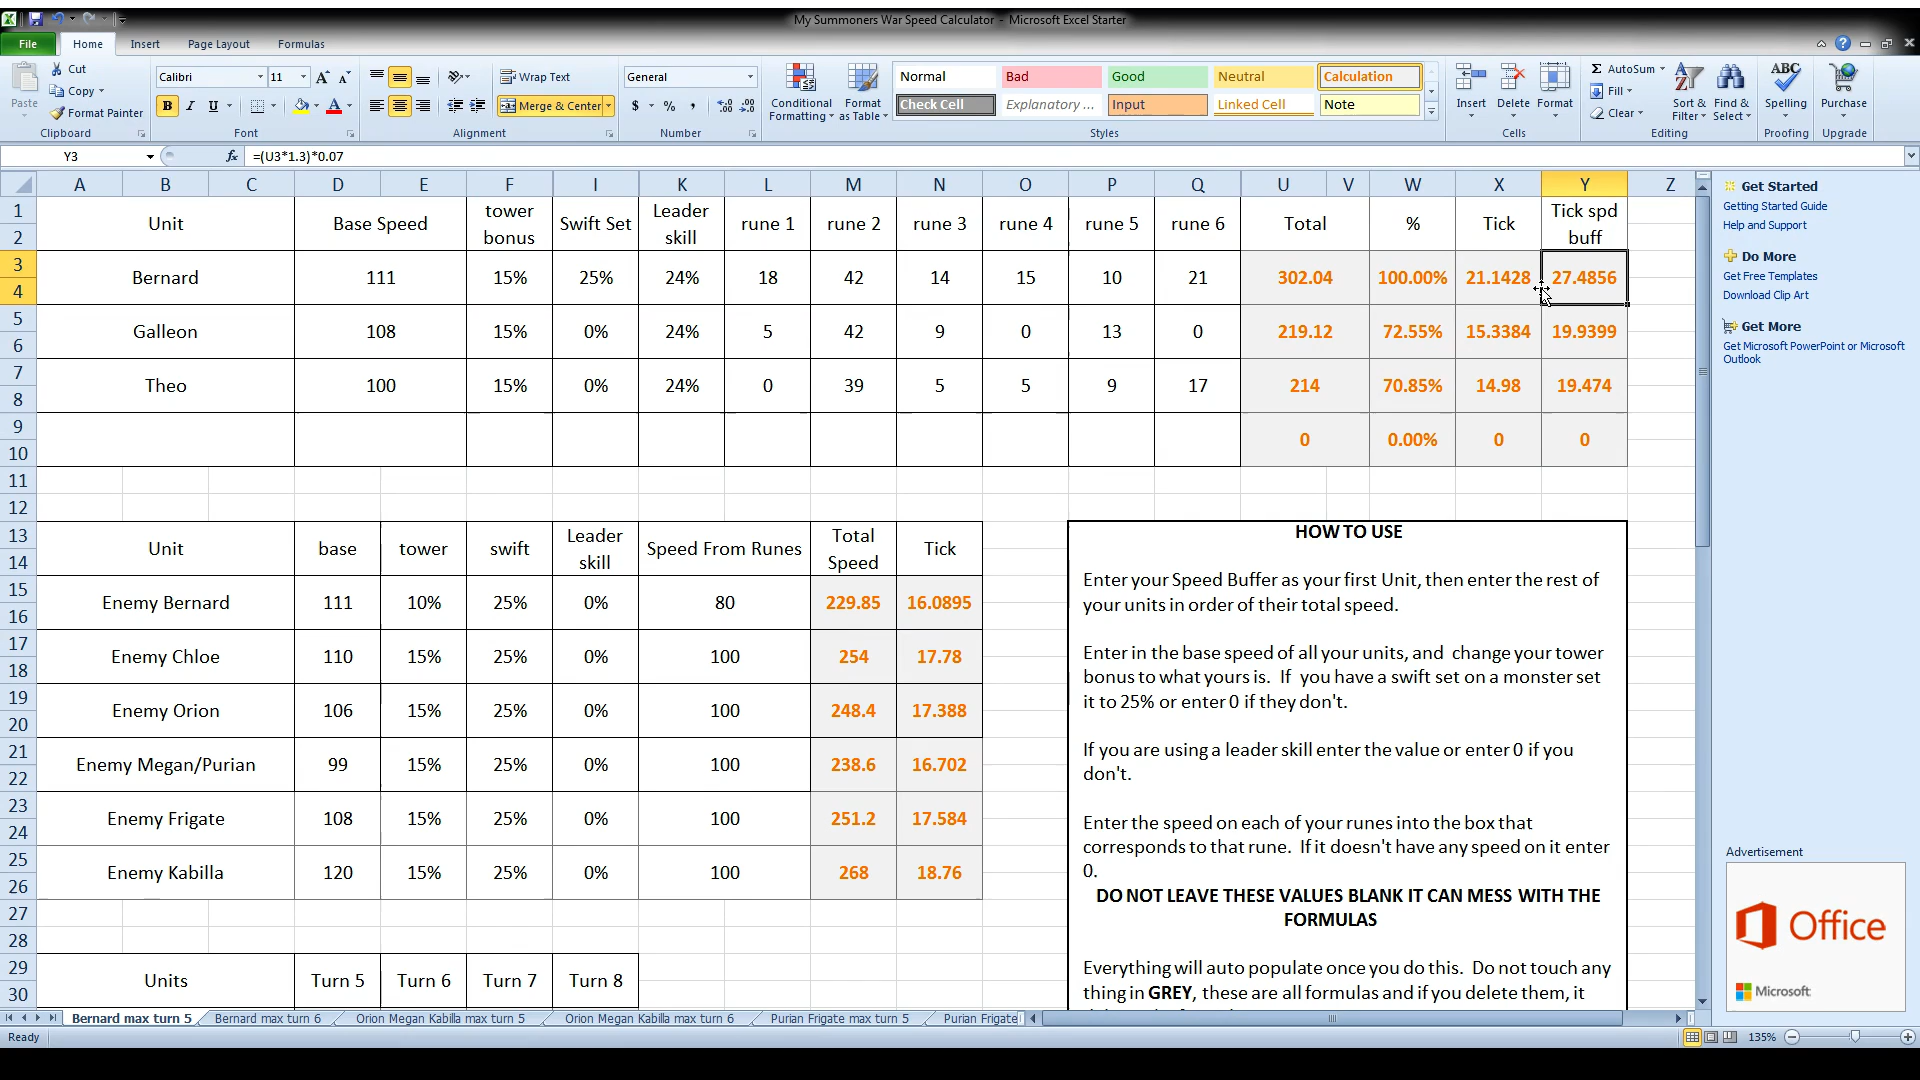 My Summoners War Speed Calculator - Microsoft Excel Starter
File Home Insert Page Layout Formulas
Paste
Cut
Copy
Format Painter
Clipboard
Calibri 11
B I U
Font
Wrap Text
Merge & Center
Alignment
General
$ % ,
Number
Conditional Formatting
Format as Table
Normal Bad Good Neutral Calculation
Check Cell Explanatory ... Input Linked Cell Note
Styles
Insert Delete Format
Cells
AutoSum
Fill
Clear
Sort & Filter
Find & Select
Editing
Spelling
Proofing
Purchase
Upgrade
Y3 fx =(U3*1.3)*0.07
A B C D E F I K L M N O P Q U V W X Y Z
1 2 Unit Base Speed tower bonus Swift Set Leader skill rune 1 rune 2 rune 3 rune 4 rune 5 rune 6 Total % Tick Tick spd buff
3 4 Bernard 111 15% 25% 24% 18 42 14 15 10 21 302.04 100.00% 21.1428 27.4856
5 6 Galleon 108 15% 0% 24% 5 42 9 0 13 0 219.12 72.55% 15.3384 19.9399
7 8 Theo 100 15% 0% 24% 0 39 5 5 9 17 214 70.85% 14.98 19.474
9 10 0 0.00% 0 0
11
12
13 14 Unit base tower swift Leader skill Speed From Runes Total Speed Tick
15 16 Enemy Bernard 111 10% 25% 0% 80 229.85 16.0895
17 18 Enemy Chloe 110 15% 25% 0% 100 254 17.78
19 20 Enemy Orion 106 15% 25% 0% 100 248.4 17.388
21 22 Enemy Megan/Purian 99 15% 25% 0% 100 238.6 16.702
23 24 Enemy Frigate 108 15% 25% 0% 100 251.2 17.584
25 26 Enemy Kabilla 120 15% 25% 0% 100 268 18.76
27
28
29 30 Units Turn 5 Turn 6 Turn 7 Turn 8
HOW TO USE
Enter your Speed Buffer as your first Unit, then enter the rest of
your units in order of their total speed.
Enter in the base speed of all your units, and change your tower
bonus to what yours is. If you have a swift set on a monster set
it to 25% or enter 0 if they don't.
If you are using a leader skill enter the value or enter 0 if you
don't.
Enter the speed on each of your runes into the box that
corresponds to that rune. If it doesn't have any speed on it enter
0.
DO NOT LEAVE THESE VALUES BLANK IT CAN MESS WITH THE
FORMULAS
Everything will auto populate once you do this. Do not touch any
thing in GREY, these are all formulas and if you delete them, it
Get Started
Getting Started Guide
Help and Support
Do More
Get Free Templates
Download Clip Art
Get More
Get Microsoft PowerPoint or Microsoft
Outlook
Advertisement
Office
Microsoft
Bernard max turn 5 Bernard max turn 6 Orion Megan Kabilla max turn 5 Orion Megan Kabilla max turn 6 Purian Frigate max turn 5 Purian Frigate
Ready 135%